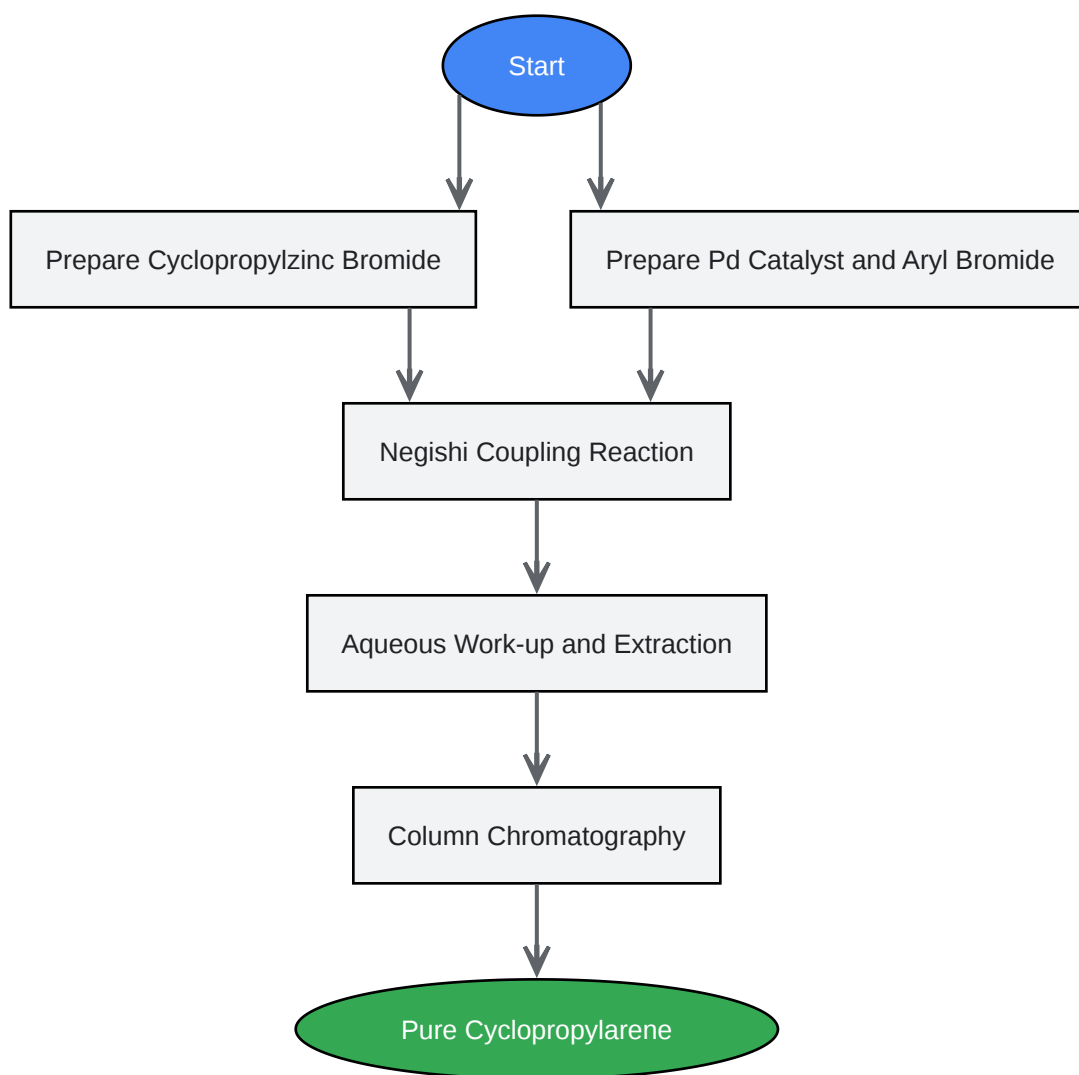 Start
Prepare Cyclopropylzinc Bromide
Prepare Pd Catalyst and Aryl Bromide
Negishi Coupling Reaction
Aqueous Work-up and Extraction
Column Chromatography
Pure Cyclopropylarene